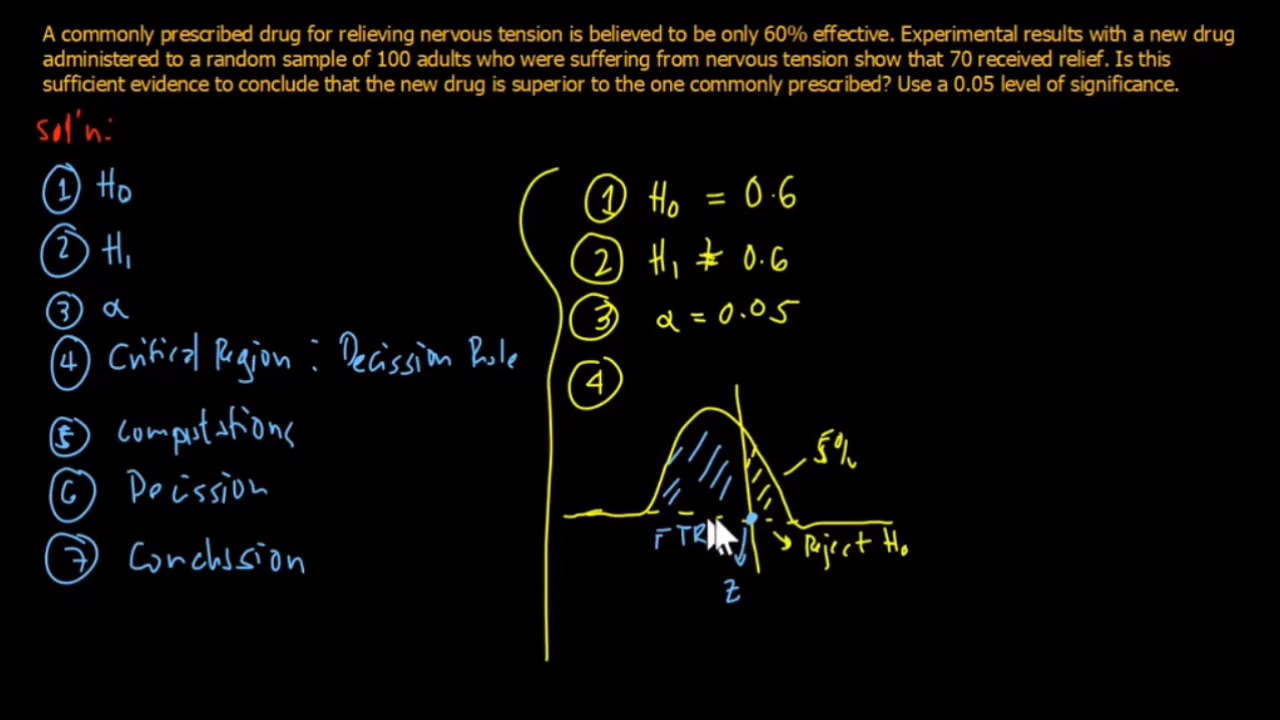 A commonly prescribed drug for relieving nervous tension is believed to be only 60% effective. Experimental results with a new drug
administered to a random sample of 100 adults who were suffering from nervous tension show that 70 received relief. Is this
sufficient evidence to conclude that the new drug is superior to the one commonly prescribed? Use a 0.05 level of significance.
Sol'n:
① H₀
② H₁
③ α
④ Critical Region : Decission Rule
⑤ Computations
⑥ Decission
⑦ Conclusion
① H₀ = 0.6
② H₁ ≠ 0.6
③ α = 0.05
④
5%
FTR
Reject H₀
Z